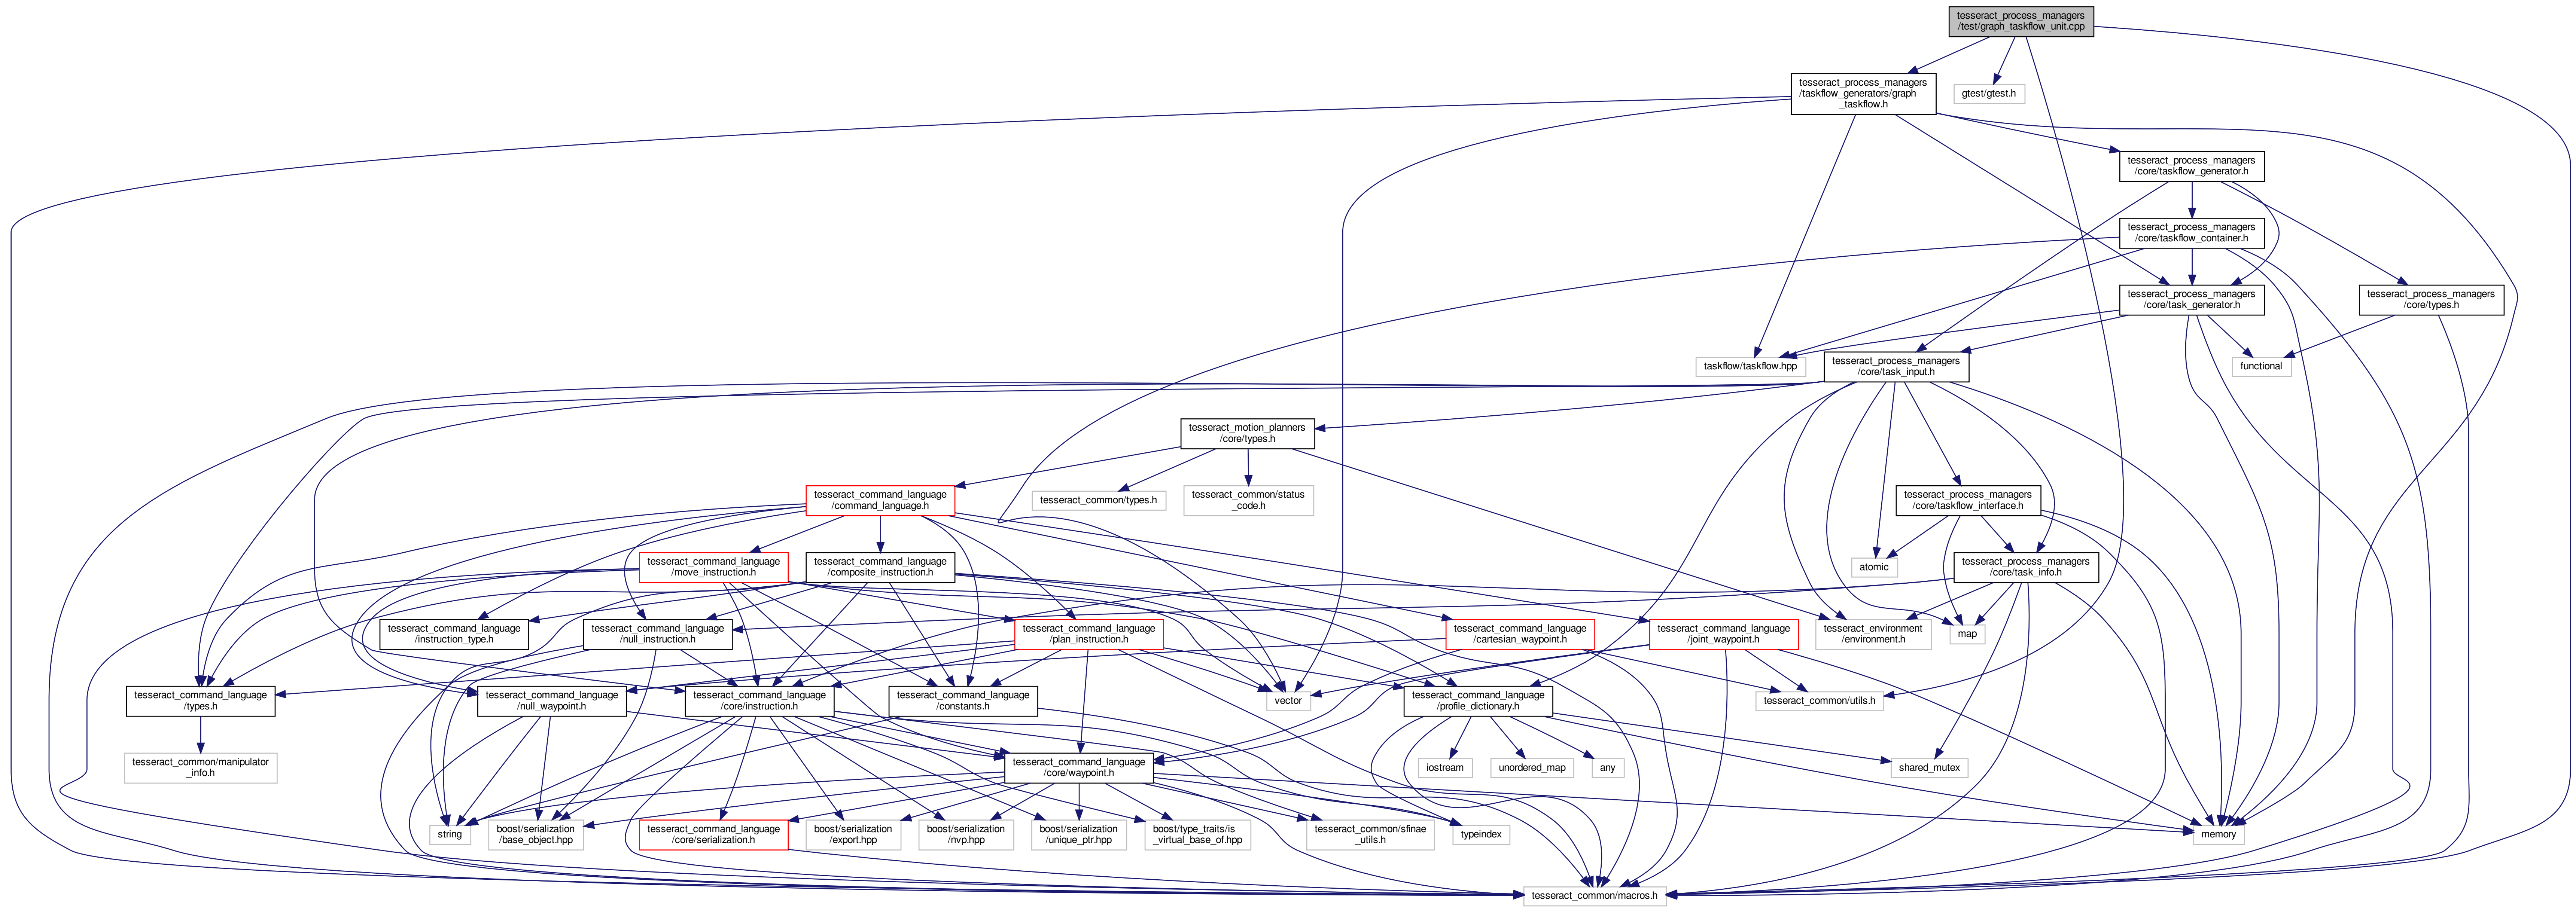 tesseract_process_managers
/test/graph_taskflow_unit.cpp
tesseract_process_managers
/taskflow_generators/graph
_taskflow.h
gtest/gtest.h
tesseract_process_managers
/core/taskflow_generator.h
tesseract_process_managers
/core/taskflow_container.h
tesseract_process_managers
/core/task_generator.h
tesseract_process_managers
/core/types.h
taskflow/taskflow.hpp
tesseract_process_managers
/core/task_input.h
functional
tesseract_motion_planners
/core/types.h
tesseract_command_language
/command_language.h
tesseract_common/types.h
tesseract_common/status
_code.h
tesseract_process_managers
/core/taskflow_interface.h
tesseract_command_language
/move_instruction.h
tesseract_command_language
/composite_instruction.h
atomic
tesseract_process_managers
/core/task_info.h
tesseract_command_language
/instruction_type.h
tesseract_command_language
/null_instruction.h
tesseract_command_language
/plan_instruction.h
tesseract_command_language
/cartesian_waypoint.h
tesseract_command_language
/joint_waypoint.h
tesseract_environment
/environment.h
map
tesseract_command_language
/types.h
tesseract_command_language
/null_waypoint.h
tesseract_command_language
/core/instruction.h
tesseract_command_language
/constants.h
vector
tesseract_command_language
/profile_dictionary.h
tesseract_common/utils.h
tesseract_common/manipulator
_info.h
tesseract_command_language
/core/waypoint.h
iostream
unordered_map
any
shared_mutex
string
boost/serialization
/base_object.hpp
tesseract_command_language
/core/serialization.h
boost/serialization
/export.hpp
boost/serialization
/nvp.hpp
boost/serialization
/unique_ptr.hpp
boost/type_traits/is
_virtual_base_of.hpp
tesseract_common/sfinae
_utils.h
typeindex
memory
tesseract_common/macros.h